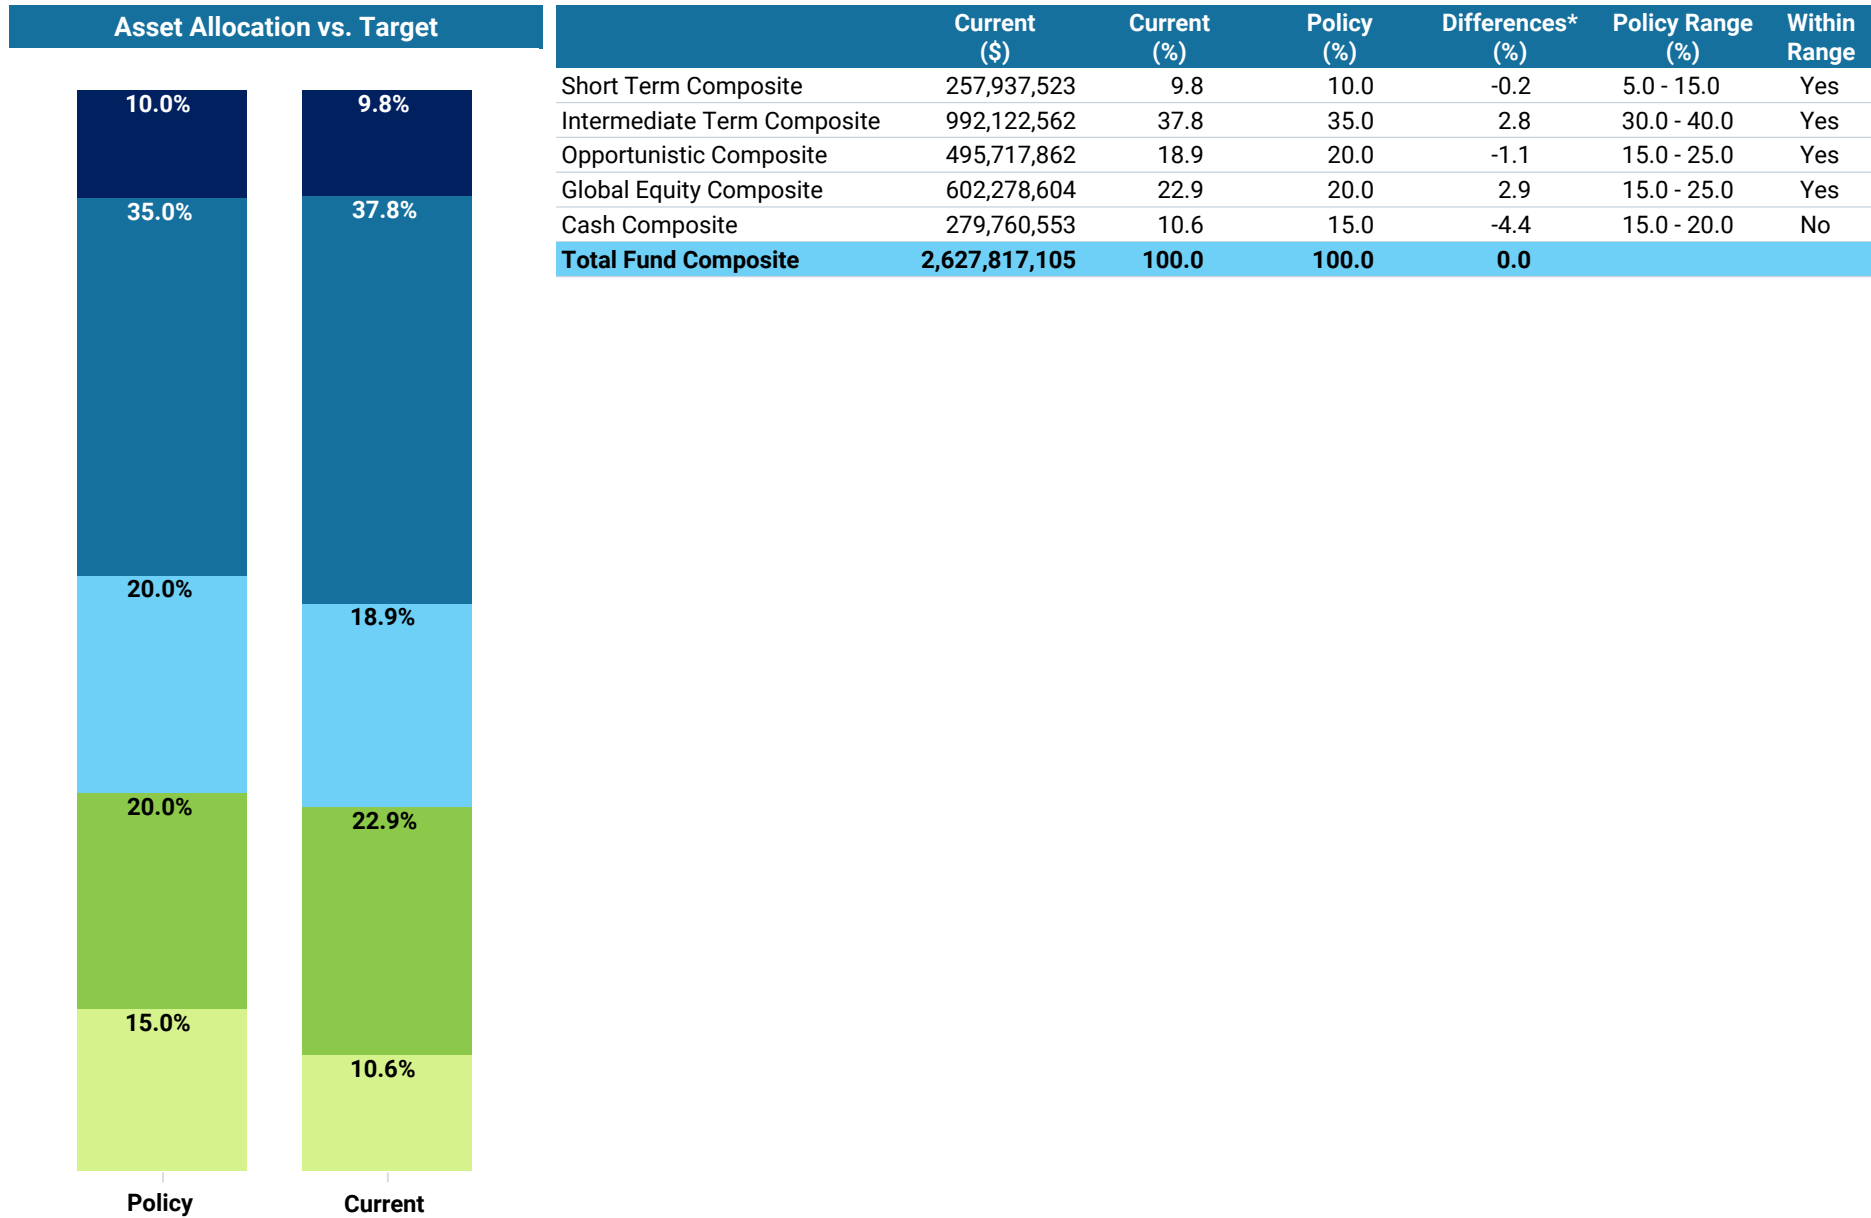 Asset Allocation vs. Target
10.0%
9.8%
35.0%
37.8%
20.0%
18.9%
20.0%
22.9%
15.0%
10.6%
Policy
Current
Current ($) Current (%) Policy (%) Differences* (%) Policy Range (%) Within Range
Short Term Composite 257,937,523 9.8 10.0 -0.2 5.0 - 15.0 Yes
Intermediate Term Composite 992,122,562 37.8 35.0 2.8 30.0 - 40.0 Yes
Opportunistic Composite 495,717,862 18.9 20.0 -1.1 15.0 - 25.0 Yes
Global Equity Composite 602,278,604 22.9 20.0 2.9 15.0 - 25.0 Yes
Cash Composite 279,760,553 10.6 15.0 -4.4 15.0 - 20.0 No
Total Fund Composite 2,627,817,105 100.0 100.0 0.0